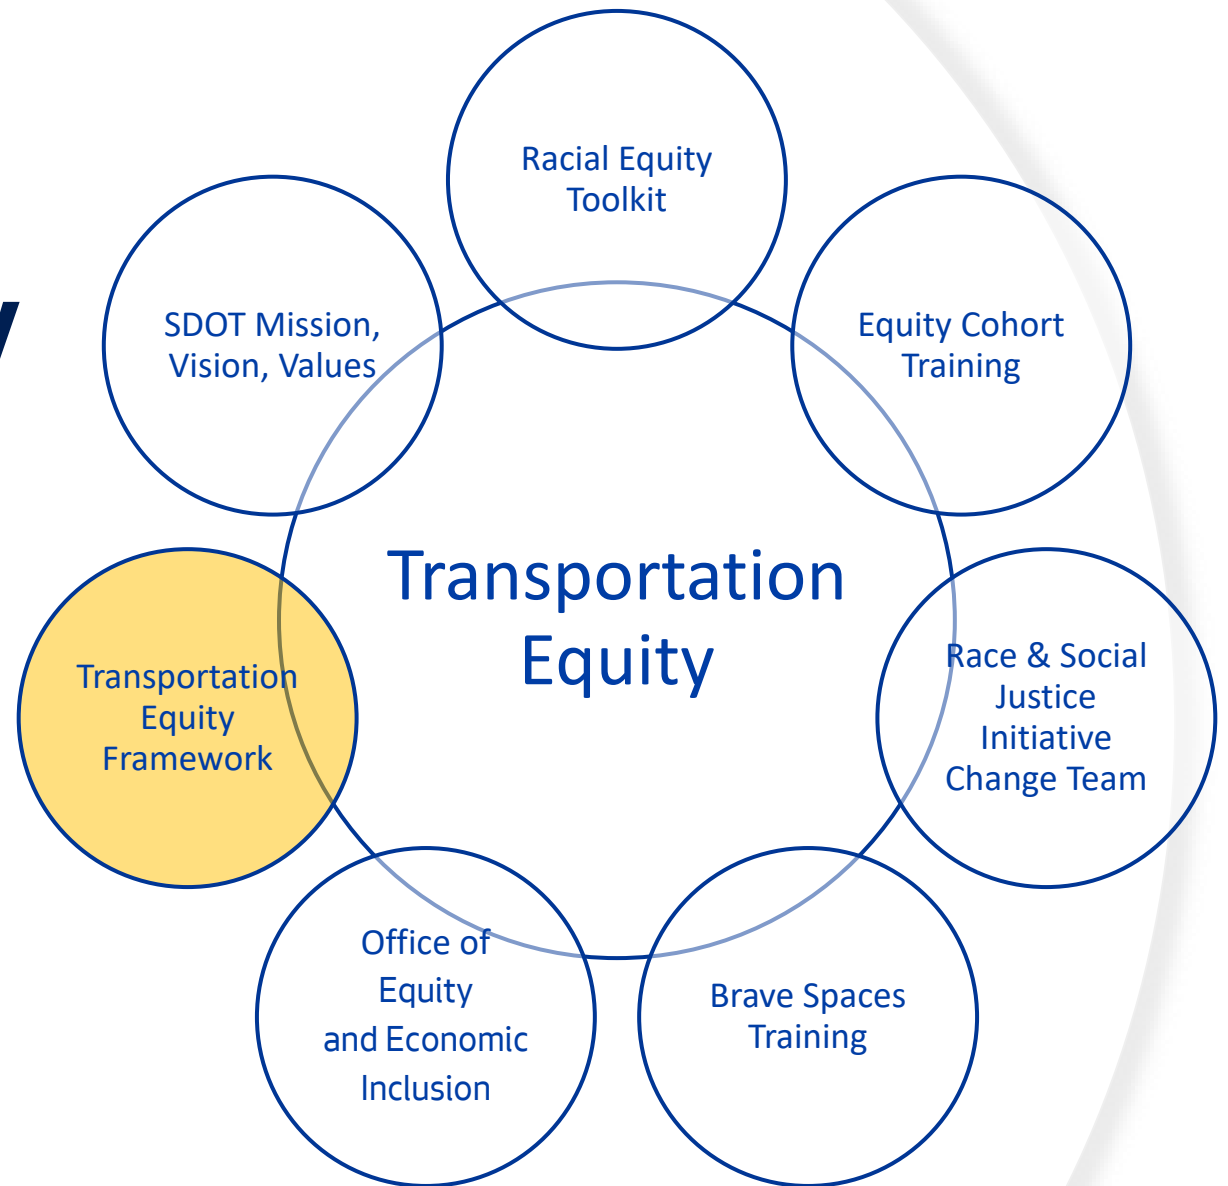 Racial Equity
Toolkit
SDOT Mission,
Vision, Values
Equity Cohort
Training
Transportation
Equity
Transportation
Equity
Framework
Race & Social
Justice
Initiative
Change Team
Office of
Equity
and Economic
Inclusion
Brave Spaces
Training